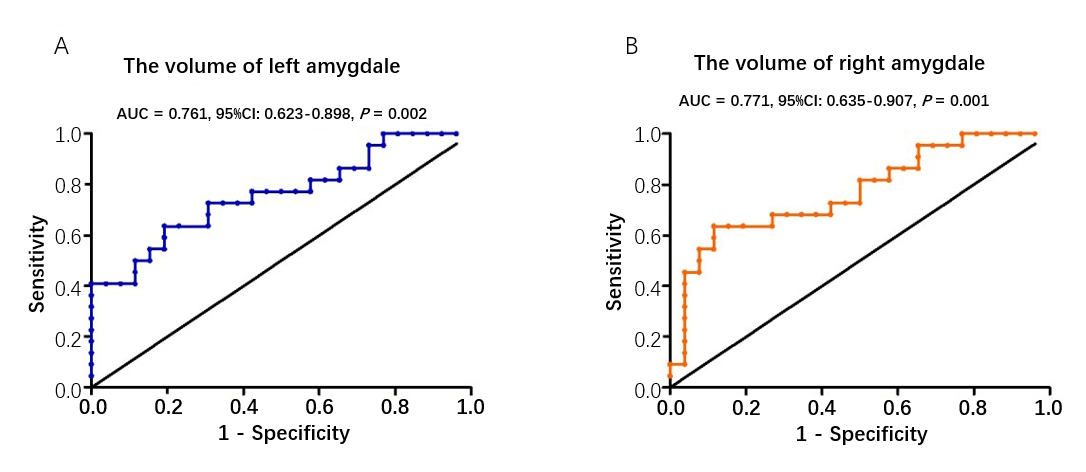 A
The volume of left amygdale
AUC = 0.761, 95%CI: 0.623-0.898, P = 0.002
1.0
0.8
0.6
0.4
0.2
0.0
Sensitivity
0.0 0.2 0.4 0.6 0.8 1.0
1 - Specificity
B
The volume of right amygdale
AUC = 0.771, 95%CI: 0.635-0.907, P = 0.001
1.0
0.8
0.6
0.4
0.2
0.0
Sensitivity
0.0 0.2 0.4 0.6 0.8 1.0
1 - Specificity